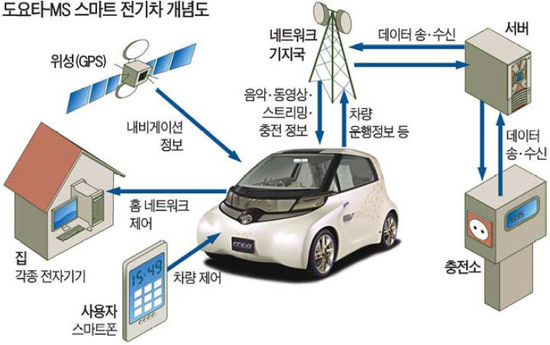 도요타-MS 스마트 전기차 개념도
위성(GPS)
네트워크
기지국
데이터 송·수신
서버
내비게이션
정보
음악·동영상·
스트리밍·
충전 정보
차량
운행정보 등
데이터
송·수신
홈 네트워크
제어
집
각종 전자기기
15:49
차량 제어
사용자
스마트폰
충전소